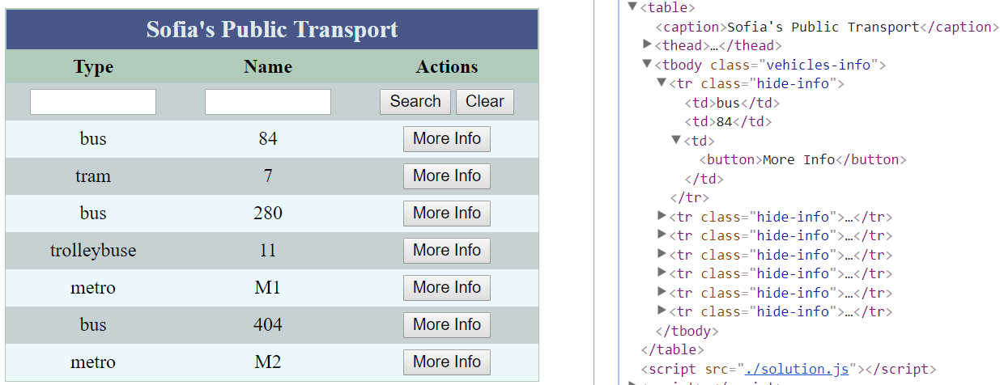 Sofia's Public Transport
Type Name Actions
Search Clear
bus 84 More Info
tram 7 More Info
bus 280 More Info
trolleybuse 11 More Info
metro M1 More Info
bus 404 More Info
metro M2 More Info
▼<table>
<caption>Sofia's Public Transport</caption>
▶<thead>…</thead>
▼<tbody class="vehicles-info">
▼<tr class="hide-info">
<td>bus</td>
<td>84</td>
▼<td>
<button>More Info</button>
</td>
</tr>
▶<tr class="hide-info">…</tr>
▶<tr class="hide-info">…</tr>
▶<tr class="hide-info">…</tr>
▶<tr class="hide-info">…</tr>
▶<tr class="hide-info">…</tr>
▶<tr class="hide-info">…</tr>
</tbody>
</table>
<script src="./solution.js"></script>